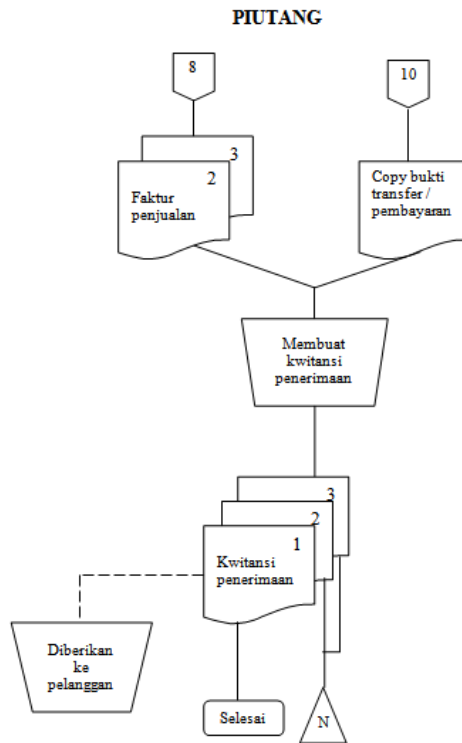 PIUTANG
8
10
3
2
Faktur
penjualan
Copy bukti
transfer /
pembayaran
Membuat
kwitansi
penerimaan
3
2
1
Kwitansi
penerimaan
Diberikan
ke
pelanggan
Selesai
N